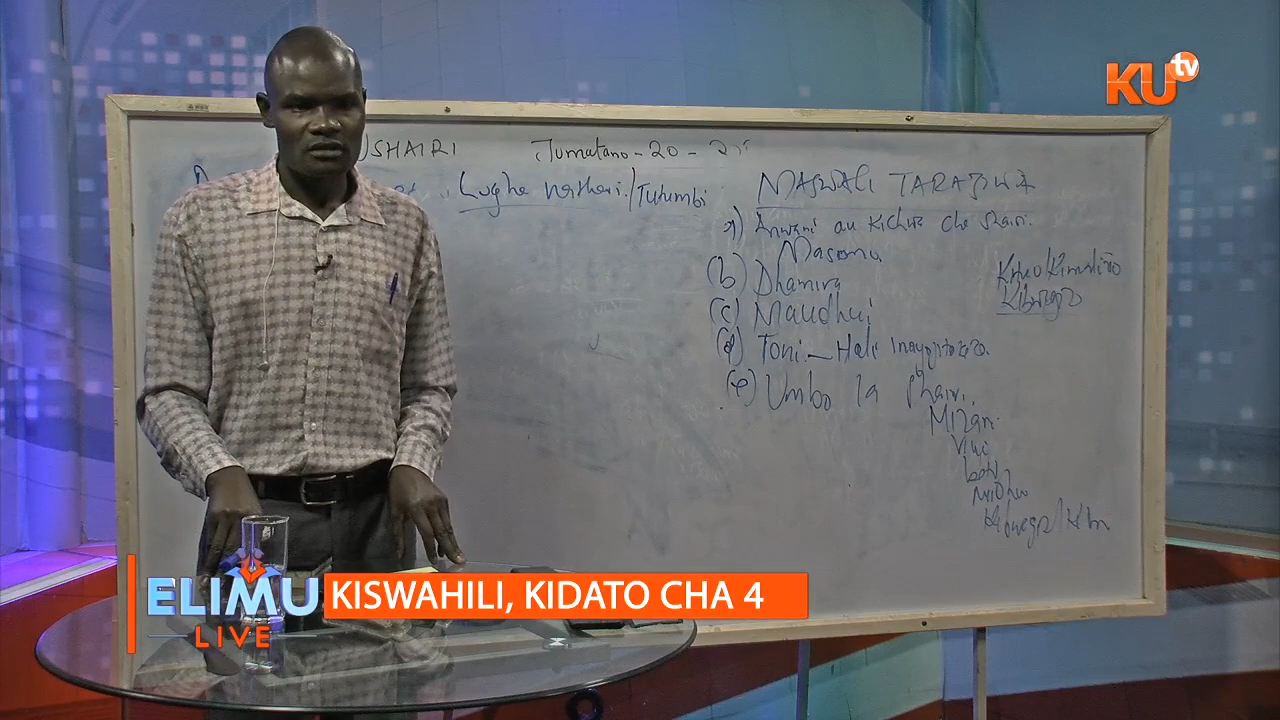 KU tv
USHAIRI Jumatano - 20 -
Lugha nathari / Tutumbi
MASWALI TARAJIWA
a) Anwani au kichwa cha shairi.
Masomo
(b) Dhamira
(c) Maudhui
(d) Toni - Hali inayojitokeza.
(e) Umbo la shairi.
Mizani
Vina
Kibwagizo
ELIMU
LIVE
KISWAHILI, KIDATO CHA 4